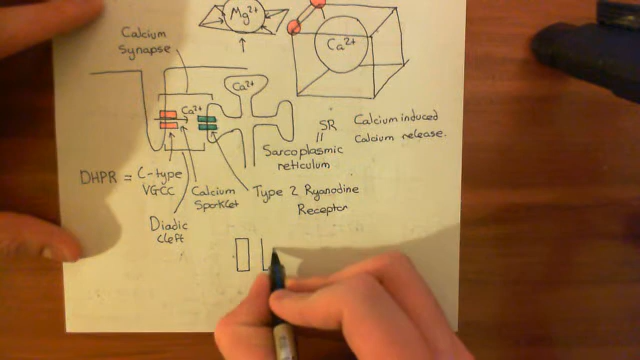 Mg2+
Ca2+
Calcium
Synapse
Ca2+
Ca2+
SR
=
Sarcoplasmic
reticulum
Calcium induced
Calcium release.
DHPR = L-type
VGCC
Calcium
Sparklet
Type 2 Ryanodine
Receptor
Diadic
cleft